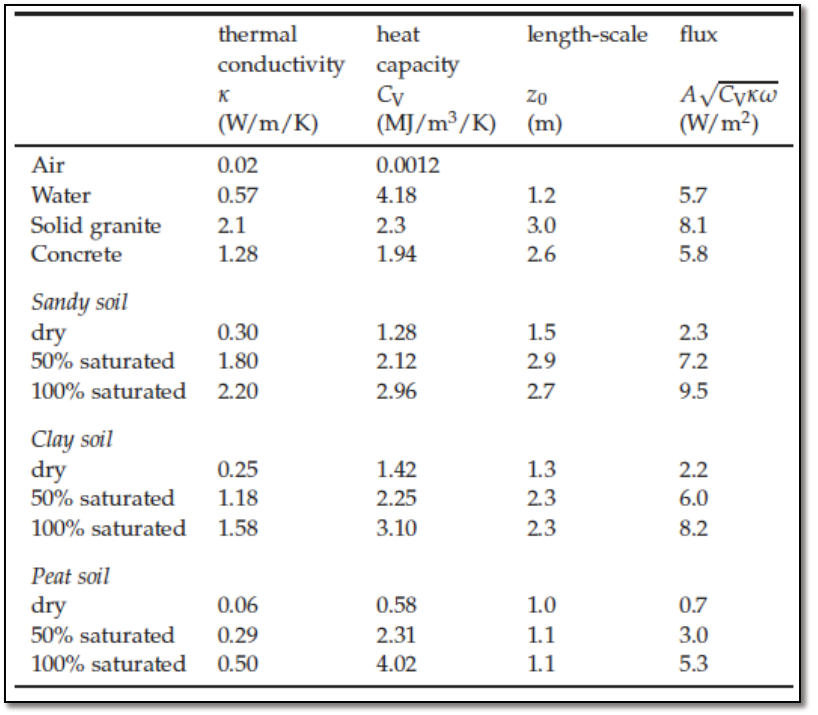 thermal heat length-scale flux
conductivity capacity
κ C_V z_0 A√(C_Vκω)
(W/m/K) (MJ/m³/K) (m) (W/m²)
Air 0.02 0.0012
Water 0.57 4.18 1.2 5.7
Solid granite 2.1 2.3 3.0 8.1
Concrete 1.28 1.94 2.6 5.8
Sandy soil
dry 0.30 1.28 1.5 2.3
50% saturated 1.80 2.12 2.9 7.2
100% saturated 2.20 2.96 2.7 9.5
Clay soil
dry 0.25 1.42 1.3 2.2
50% saturated 1.18 2.25 2.3 6.0
100% saturated 1.58 3.10 2.3 8.2
Peat soil
dry 0.06 0.58 1.0 0.7
50% saturated 0.29 2.31 1.1 3.0
100% saturated 0.50 4.02 1.1 5.3